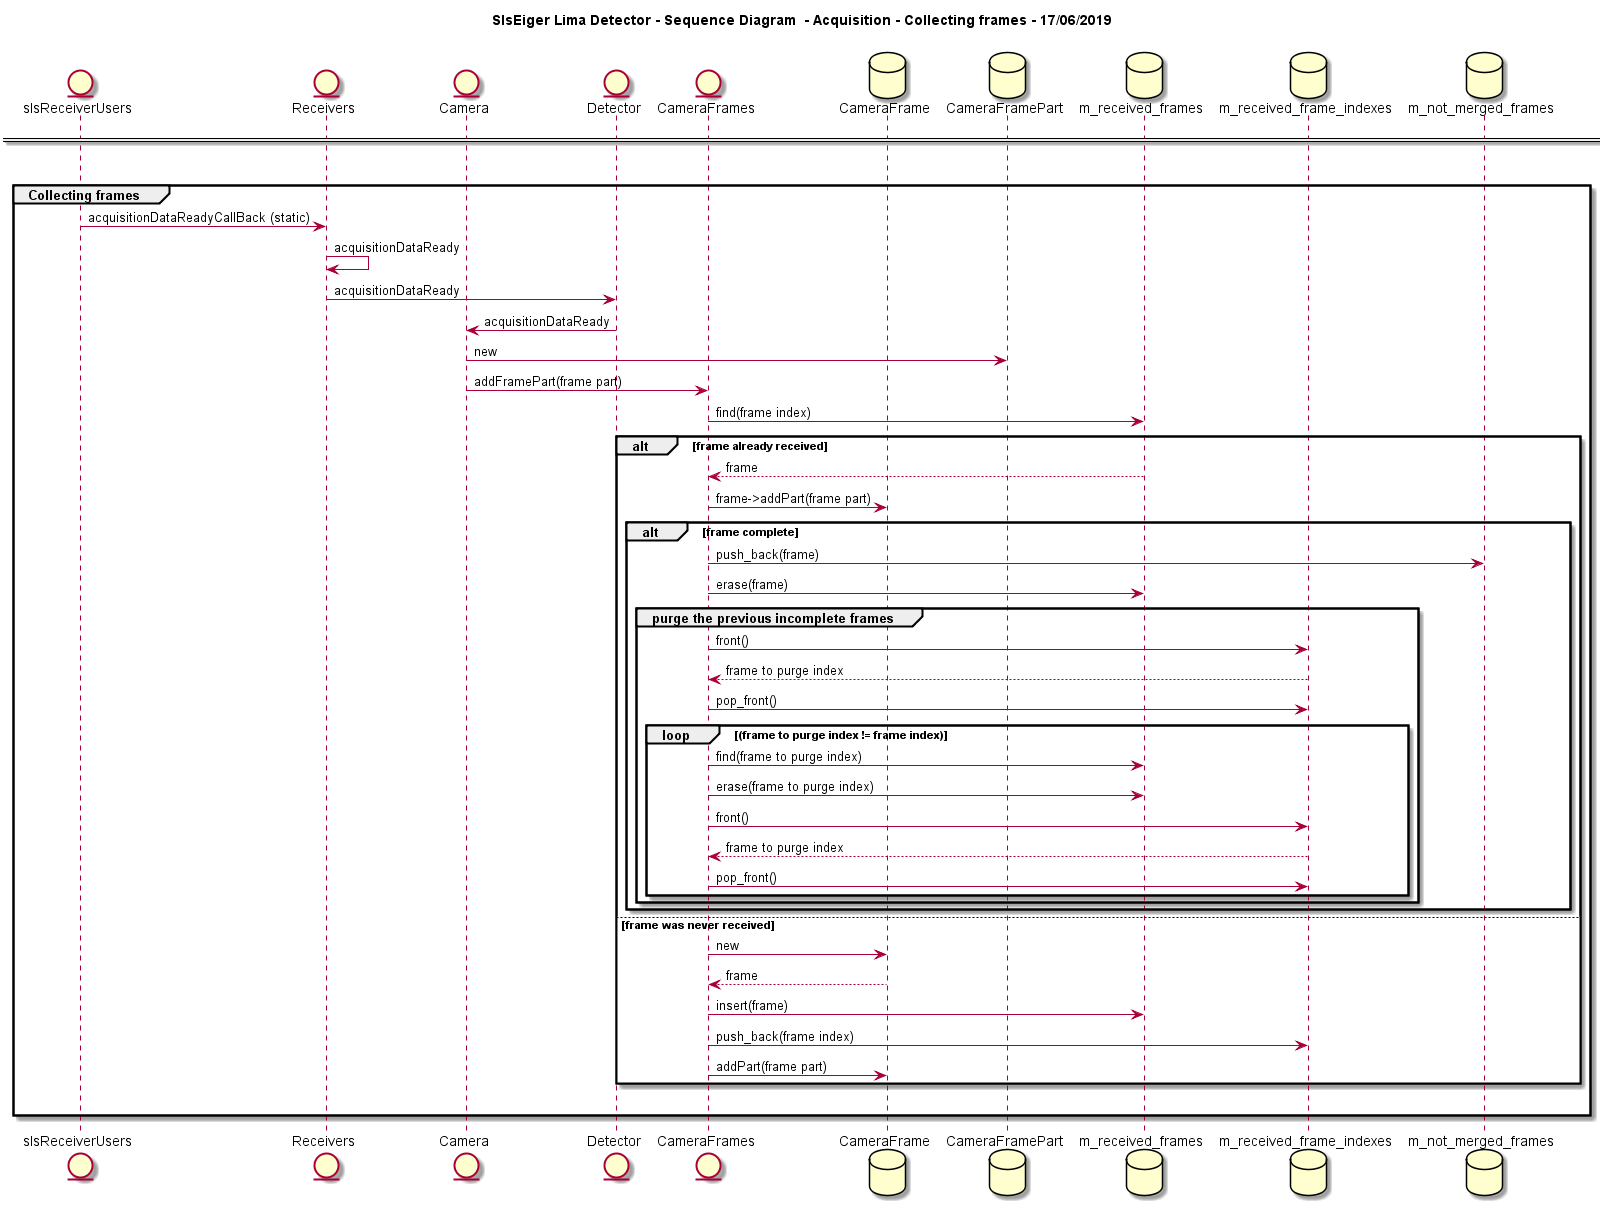 SlsEiger Lima Detector - Sequence Diagram  - Acquisition - Collecting frames - 17/06/2019
slsReceiverUsers Receivers Camera Detector CameraFrames CameraFrame CameraFramePart m_received_frames m_received_frame_indexes m_not_merged_frames
Collecting frames
acquisitionDataReadyCallBack (static)
acquisitionDataReady
acquisitionDataReady
acquisitionDataReady
new
addFramePart(frame part)
find(frame index)
alt [frame already received]
frame
frame->addPart(frame part)
alt [frame complete]
push_back(frame)
erase(frame)
purge the previous incomplete frames
front()
frame to purge index
pop_front()
loop [(frame to purge index != frame index)]
find(frame to purge index)
erase(frame to purge index)
front()
frame to purge index
pop_front()
[frame was never received]
new
frame
insert(frame)
push_back(frame index)
addPart(frame part)
slsReceiverUsers Receivers Camera Detector CameraFrames CameraFrame CameraFramePart m_received_frames m_received_frame_indexes m_not_merged_frames